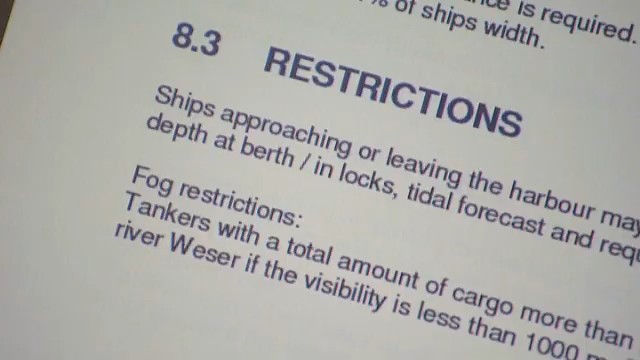 is required.
of ships width.
8.3 RESTRICTIONS
Ships approaching or leaving the harbour may
depth at berth / in locks, tidal forecast and
Fog restrictions:
Tankers with a total amount of cargo more than
river Weser if the visibility is less than 1000